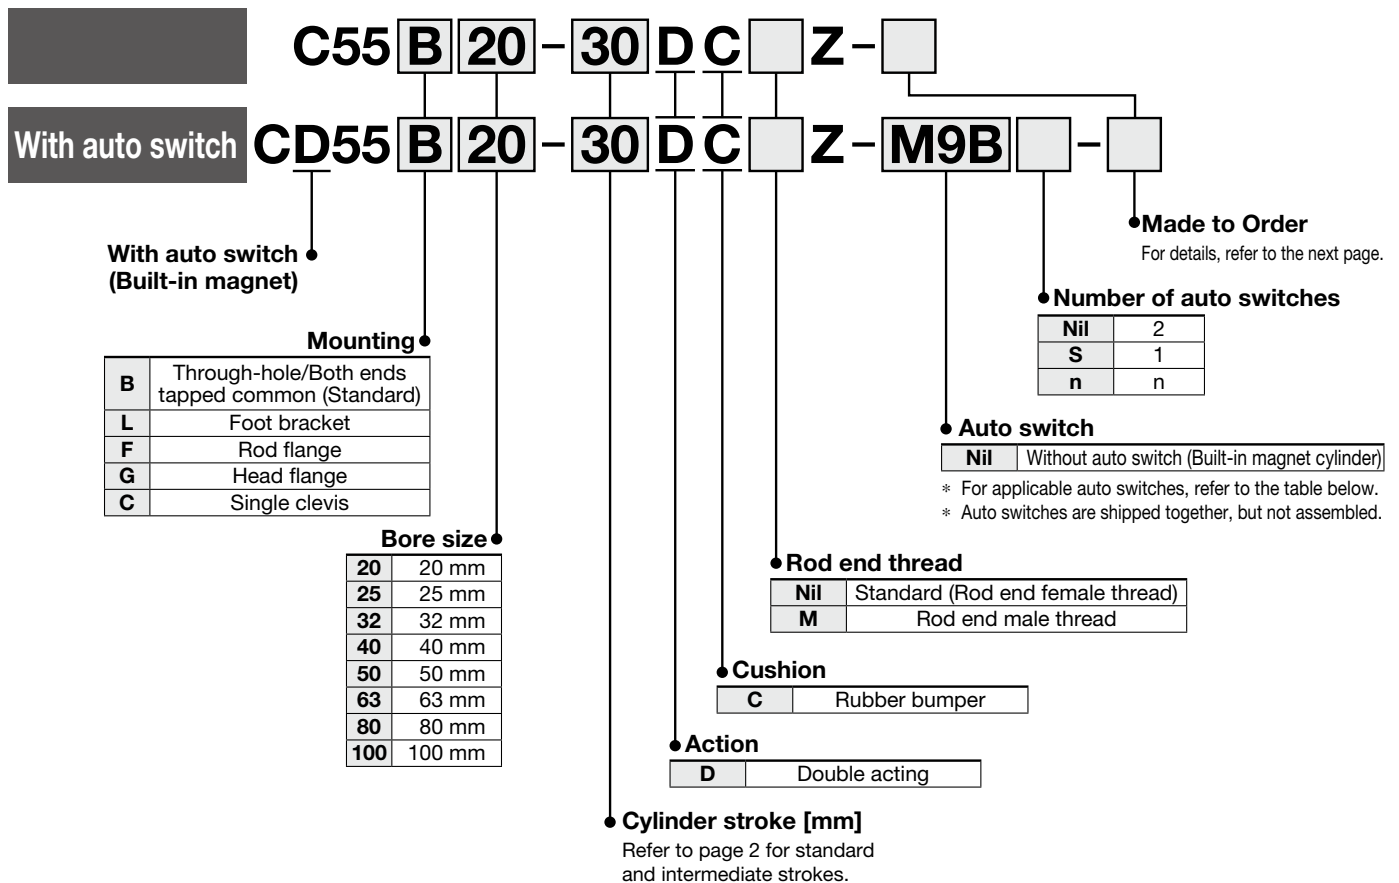 C55 B 20 - 30 D C Z -
With auto switch CD55 B 20 - 30 D C Z - M9B -
Made to Order
For details, refer to the next page.
With auto switch
(Built-in magnet)
Number of auto switches
Nil 2
S 1
n n
Mounting
B Through-hole/Both ends
tapped common (Standard)
L Foot bracket
F Rod flange
G Head flange
C Single clevis
Auto switch
Nil Without auto switch (Built-in magnet cylinder)
* For applicable auto switches, refer to the table below.
* Auto switches are shipped together, but not assembled.
Bore size
20 20 mm
25 25 mm
32 32 mm
40 40 mm
50 50 mm
63 63 mm
80 80 mm
100 100 mm
Rod end thread
Nil Standard (Rod end female thread)
M Rod end male thread
Cushion
C Rubber bumper
Action
D Double acting
Cylinder stroke [mm]
Refer to page 2 for standard
and intermediate strokes.